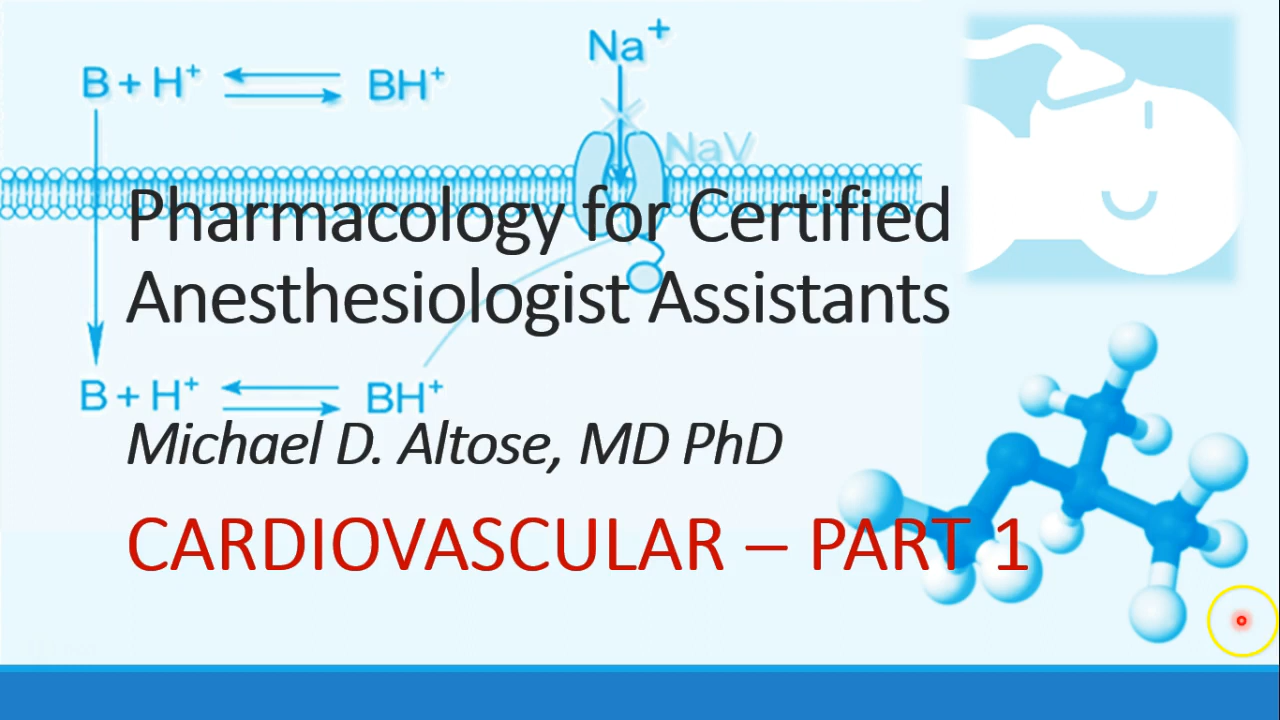 Na⁺
B + H⁺ BH⁺
NaV
Pharmacology for Certified
Anesthesiologist Assistants
B + H⁺ BH⁺
Michael D. Altose, MD PhD
CARDIOVASCULAR – PART 1